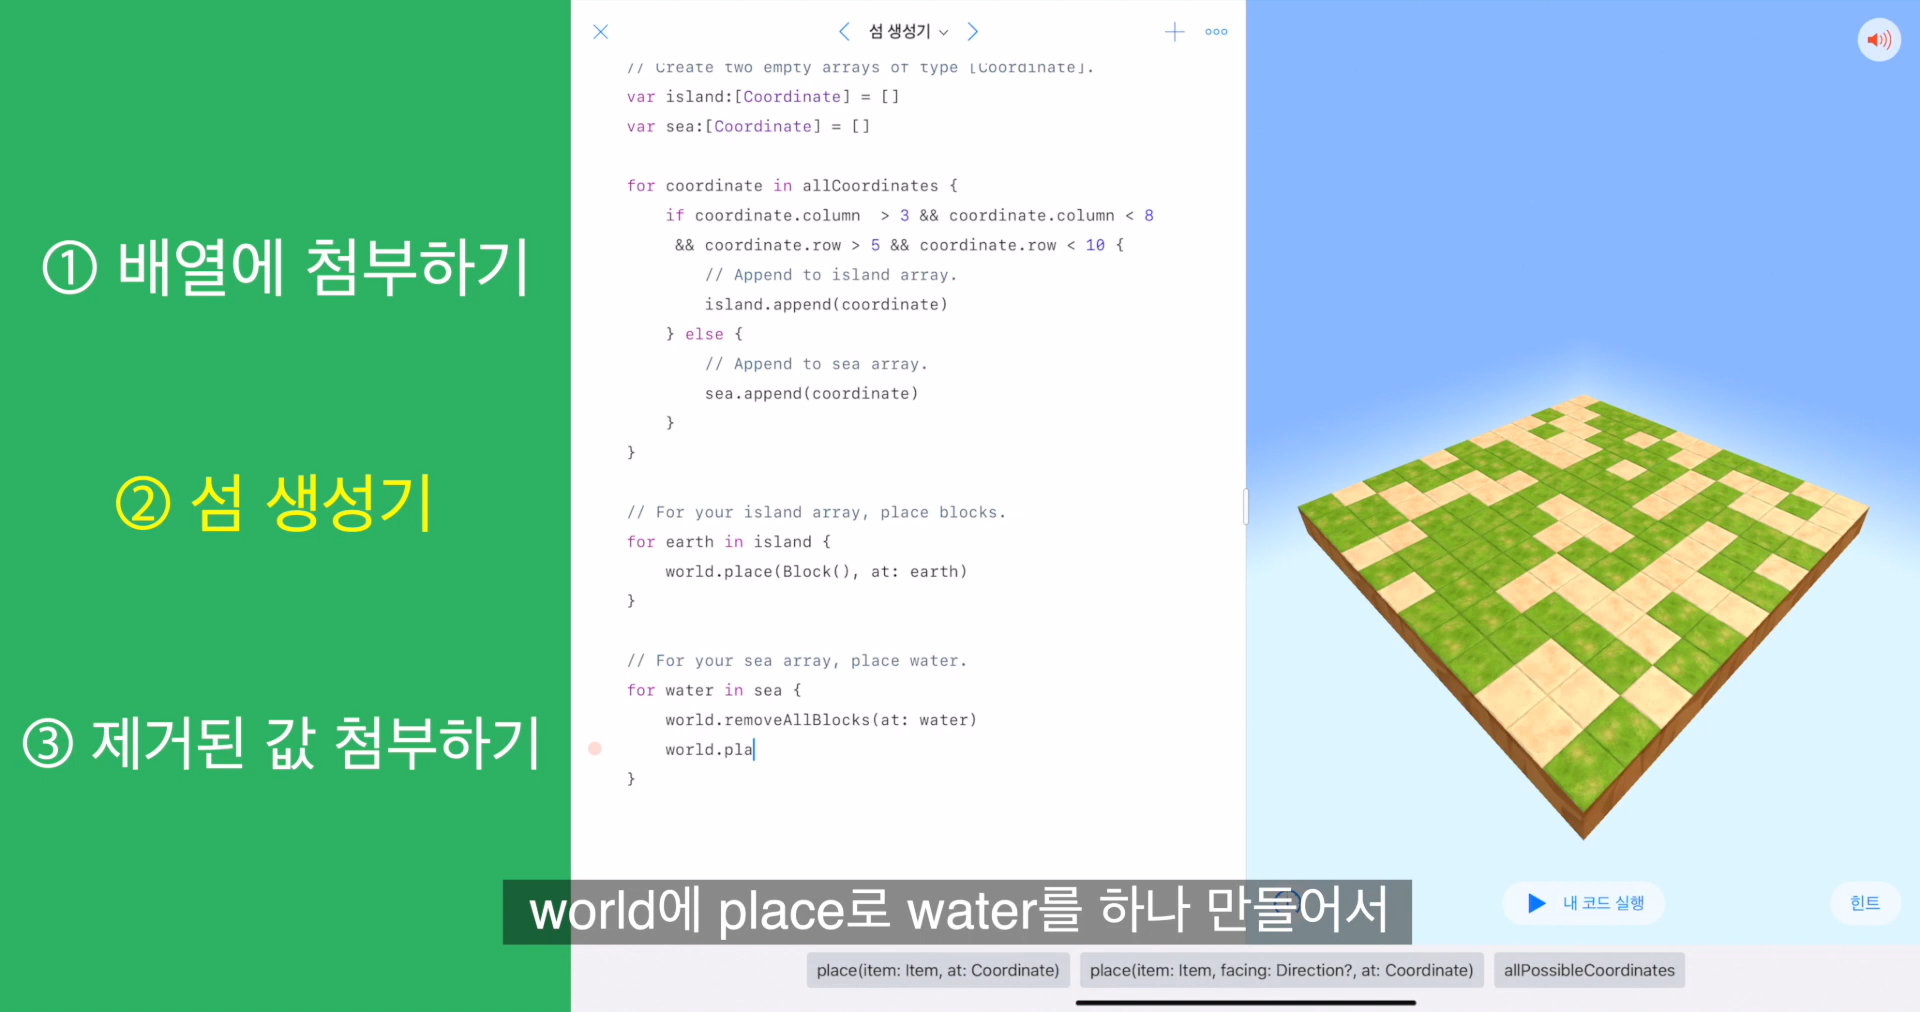 ① 배열에 첨부하기
② 섬 생성기
③ 제거된 값 첨부하기
섬 생성기
// Create two empty arrays of type [Coordinate].
var island:[Coordinate] = []
var sea:[Coordinate] = []
for coordinate in allCoordinates {
if coordinate.column  > 3 && coordinate.column < 8
&& coordinate.row > 5 && coordinate.row < 10 {
// Append to island array.
island.append(coordinate)
} else {
// Append to sea array.
sea.append(coordinate)
}
}
// For your island array, place blocks.
for earth in island {
world.place(Block(), at: earth)
}
// For your sea array, place water.
for water in sea {
world.removeAllBlocks(at: water)
world.pla
}
world에 place로 water를 하나 만들어서
내 코드 실행
힌트
place(item: Item, at: Coordinate)
place(item: Item, facing: Direction?, at: Coordinate)
allPossibleCoordinates